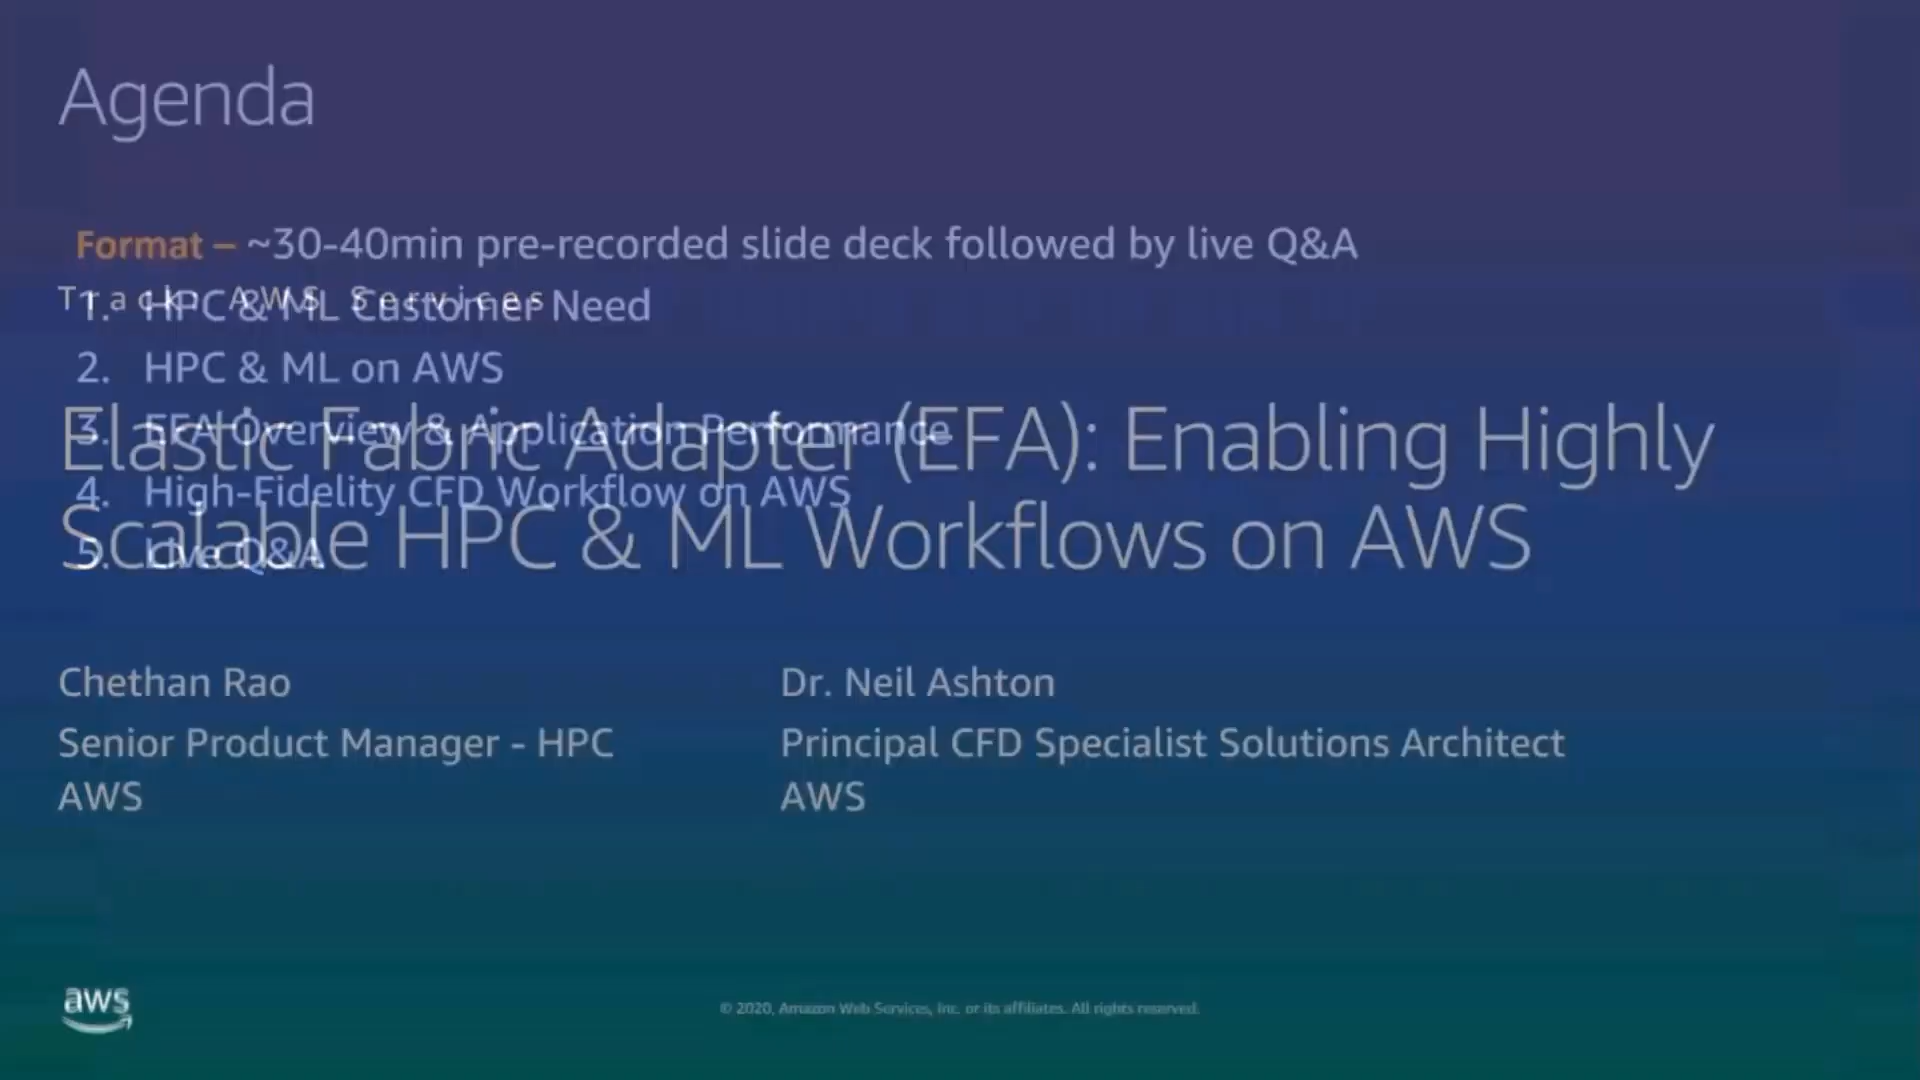 Agenda
Format – ~30-40min pre-recorded slide deck followed by live Q&A
Track: AWS Services
1. HPC & ML Customer Need
2. HPC & ML on AWS
3. EFA Overview & Application Performance
4. High-Fidelity CFD Workflow on AWS
5. Live Q&A
Elastic Fabric Adapter (EFA): Enabling Highly
Scalable HPC & ML Workflows on AWS
Chethan Rao
Senior Product Manager - HPC
AWS
Dr. Neil Ashton
Principal CFD Specialist Solutions Architect
AWS
aws
© 2020, Amazon Web Services, Inc. or its affiliates. All rights reserved.